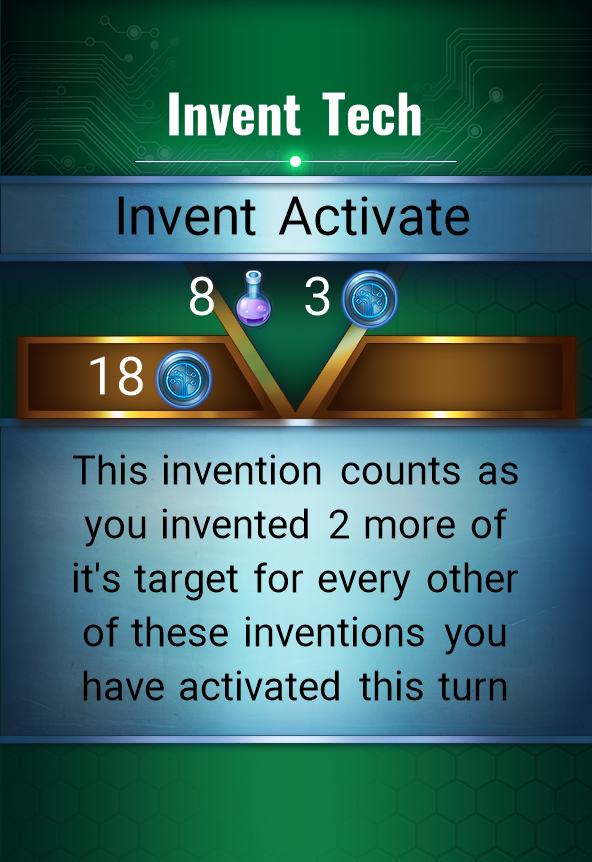 Invent Tech
Invent Activate
8 3
18
This invention counts as
you invented 2 more of
it's target for every other
of these inventions you
have activated this turn